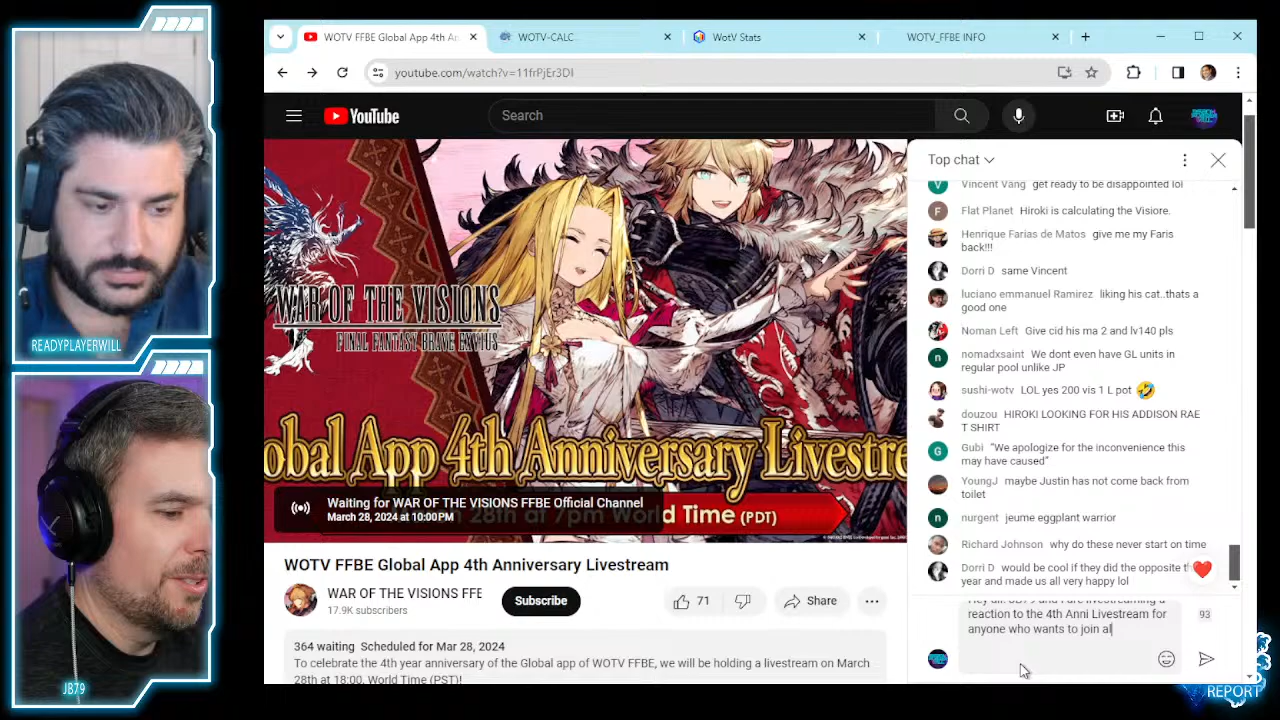 WOTV FFBE Global App 4th An
WOTV-CALC
WotV Stats
WOTV_FFBE INFO
youtube.com/watch?v=11frPjEr3DI
YouTube
Search
Top chat
Vincent Vang get ready to be disappointed lol
Flat Planet Hiroki is calculating the Visiore.
Henrique Farias de Matos give me my Faris
back!!!
Dorri D same Vincent
luciano emmanuel Ramirez liking his cat..thats a
good one
Noman Left Give cid his ma 2 and lv140 pls
nomadxsaint We dont even have GL units in
regular pool unlike JP
sushi-wotv LOL yes 200 vis 1 L pot 🤣
douzou HIROKI LOOKING FOR HIS ADDISON RAE
T SHIRT
Gubi “We apologize for the inconvenience this
may have caused”
YoungJ maybe Justin has not come back from
toilet
nurgent jeume eggplant warrior
Richard Johnson why do these never start on time
Dorri D would be cool if they did the opposite t
year and made us all very happy lol
Hey all! JB79 and I are livestreaming a
reaction to the 4th Anni Livestream for
anyone who wants to join al
93
WAR OF THE VISIONS
FINAL FANTASY BRAVE EXVIUS
obal App 4th Anniversary Livestre
28th at 7pm World Time (PDT)
Waiting for WAR OF THE VISIONS FFBE Official Channel
March 28, 2024 at 10:00PM
WOTV FFBE Global App 4th Anniversary Livestream
WAR OF THE VISIONS FFE
17.9K subscribers
Subscribe
71
Share
364 waiting Scheduled for Mar 28, 2024
To celebrate the 4th year anniversary of the Global app of WOTV FFBE, we will be holding a livestream on March
28th at 18:00, World Time (PST)!
READYPLAYERWILL
JB79
REPORT